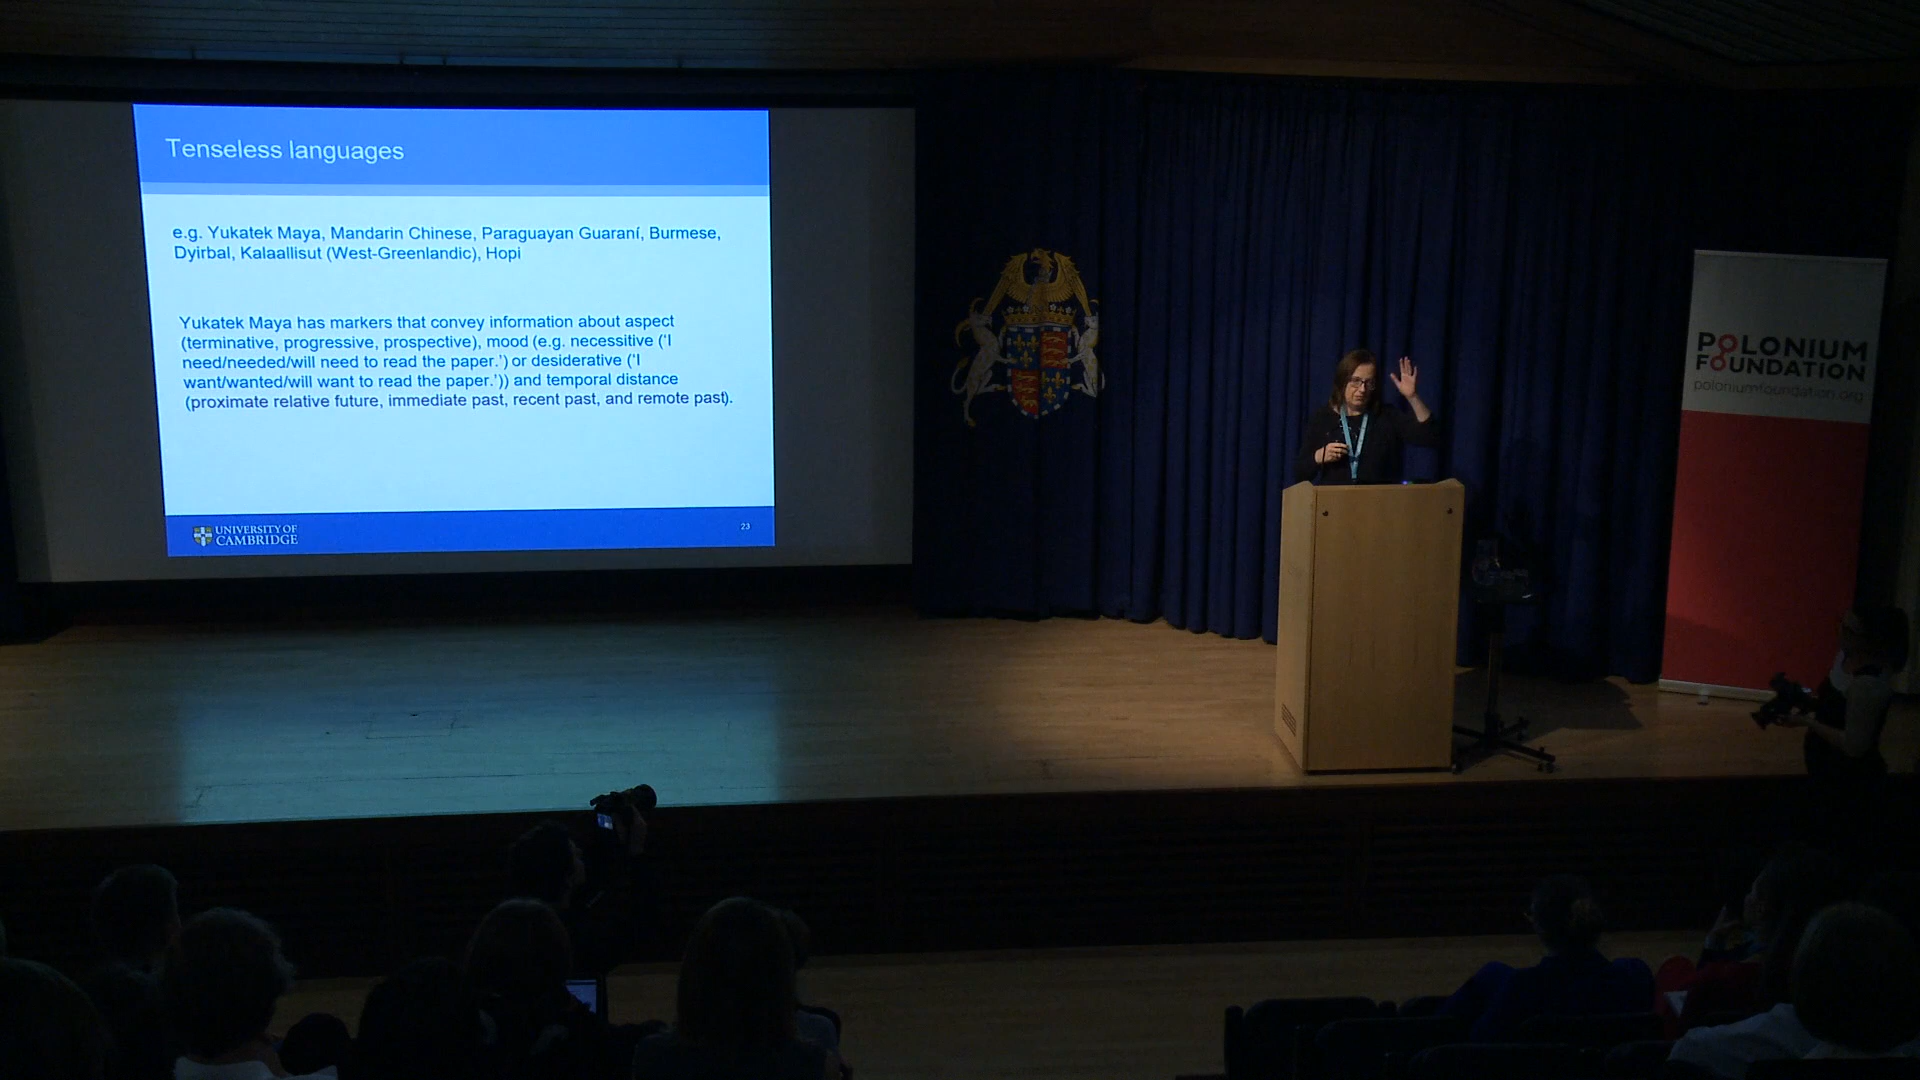 Tenseless languages
e.g. Yukatek Maya, Mandarin Chinese, Paraguayan Guaraní, Burmese,
Dyirbal, Kalaallisut (West-Greenlandic), Hopi
Yukatek Maya has markers that convey information about aspect
(terminative, progressive, prospective), mood (e.g. necessitive (‘I
need/needed/will need to read the paper.’) or desiderative (‘I
want/wanted/will want to read the paper.’)) and temporal distance
(proximate relative future, immediate past, recent past, and remote past).
UNIVERSITY OF
CAMBRIDGE
23
POLONIUM
FOUNDATION
poloniumfoundation.org